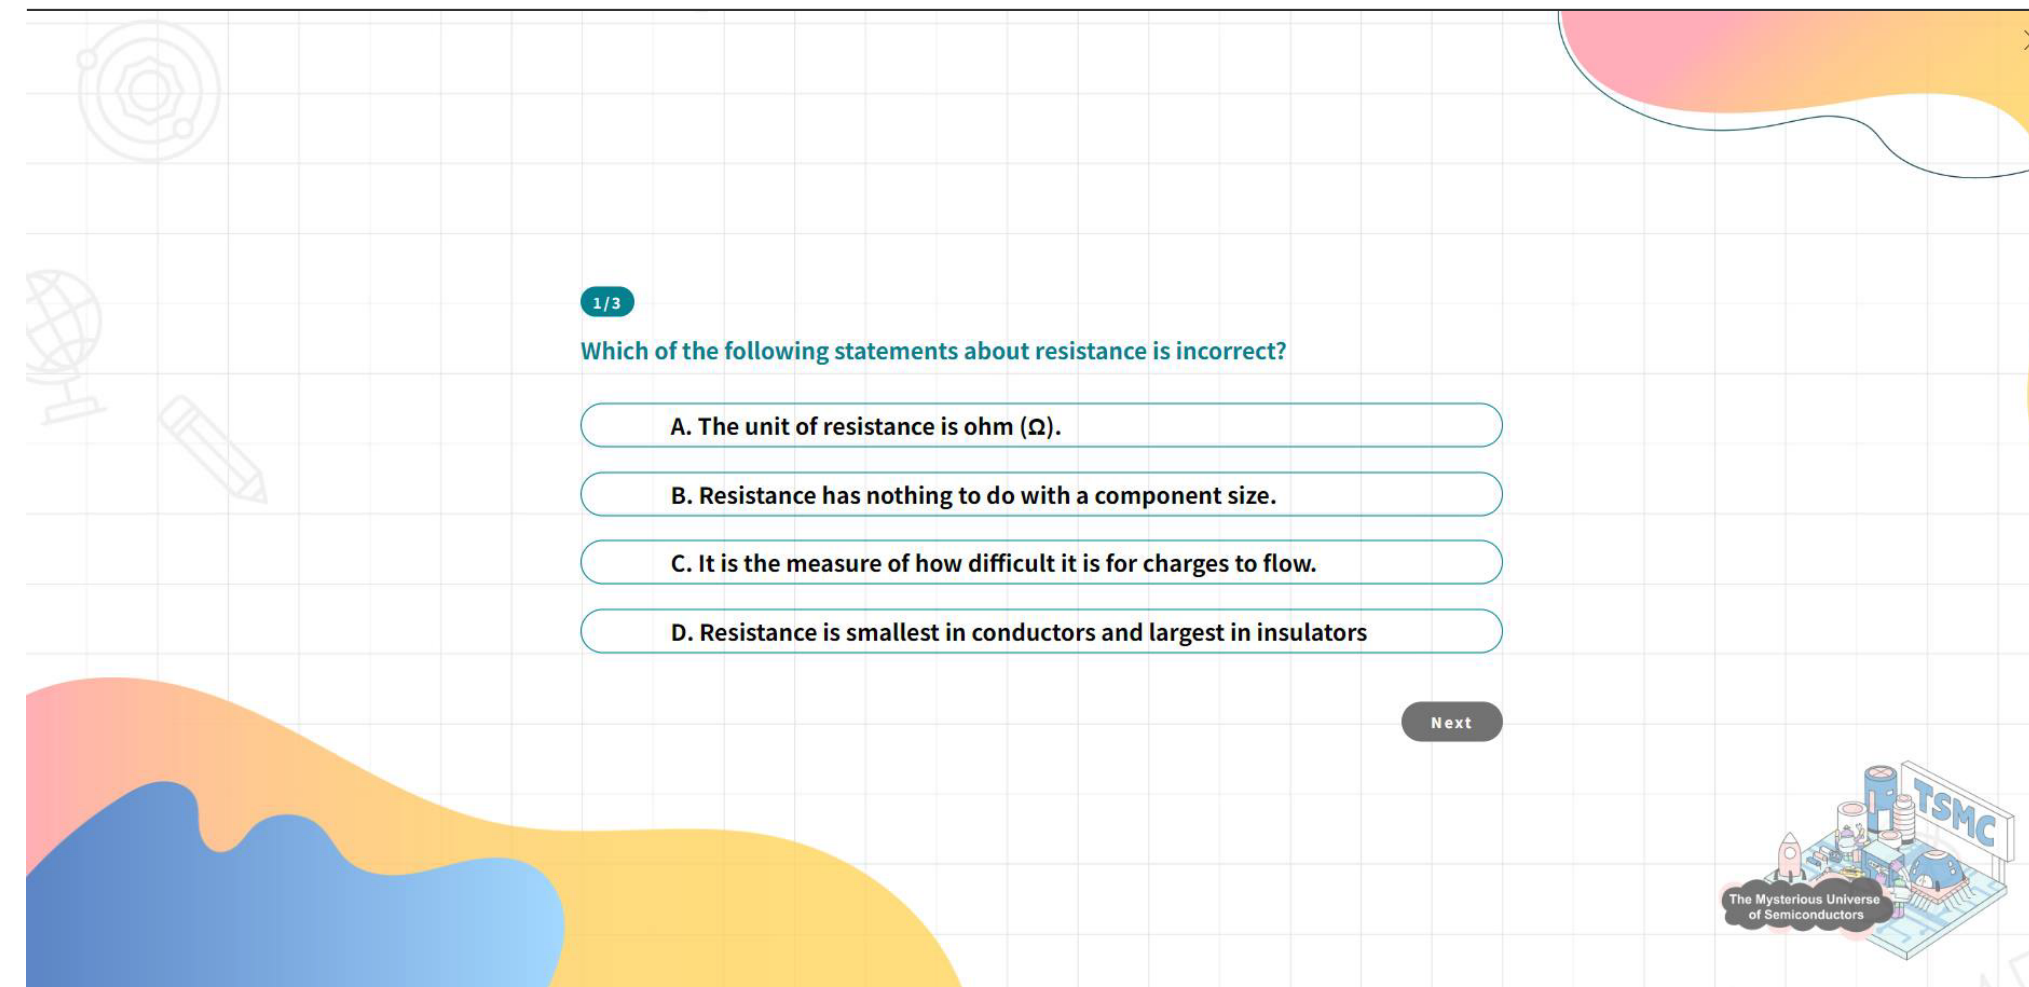 1/3
Which of the following statements about resistance is incorrect?
A. The unit of resistance is ohm (Ω).
B. Resistance has nothing to do with a component size.
C. It is the measure of how difficult it is for charges to flow.
D. Resistance is smallest in conductors and largest in insulators
Next
TSMC
The Mysterious Universe
of Semiconductors